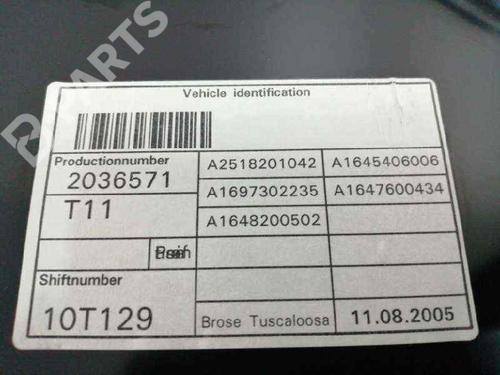 PARTS
Vehicle identification
Productionnumber
2036571
T11
Shiftnumber
10T129
A2518201042
A1645406006
A1697302235
A1647600434
A1648200502
Brose Tuscaloosa
11.08.2005